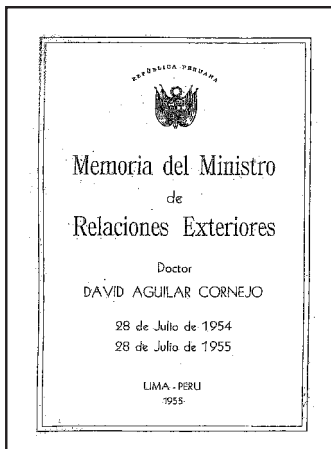 REPÚBLICA PERUANA
Memoria del Ministro
de
Relaciones Exteriores
Doctor
DAVID AGUILAR CORNEJO
28 de Julio de 1954
28 de Julio de 1955
LIMA - PERU
1955